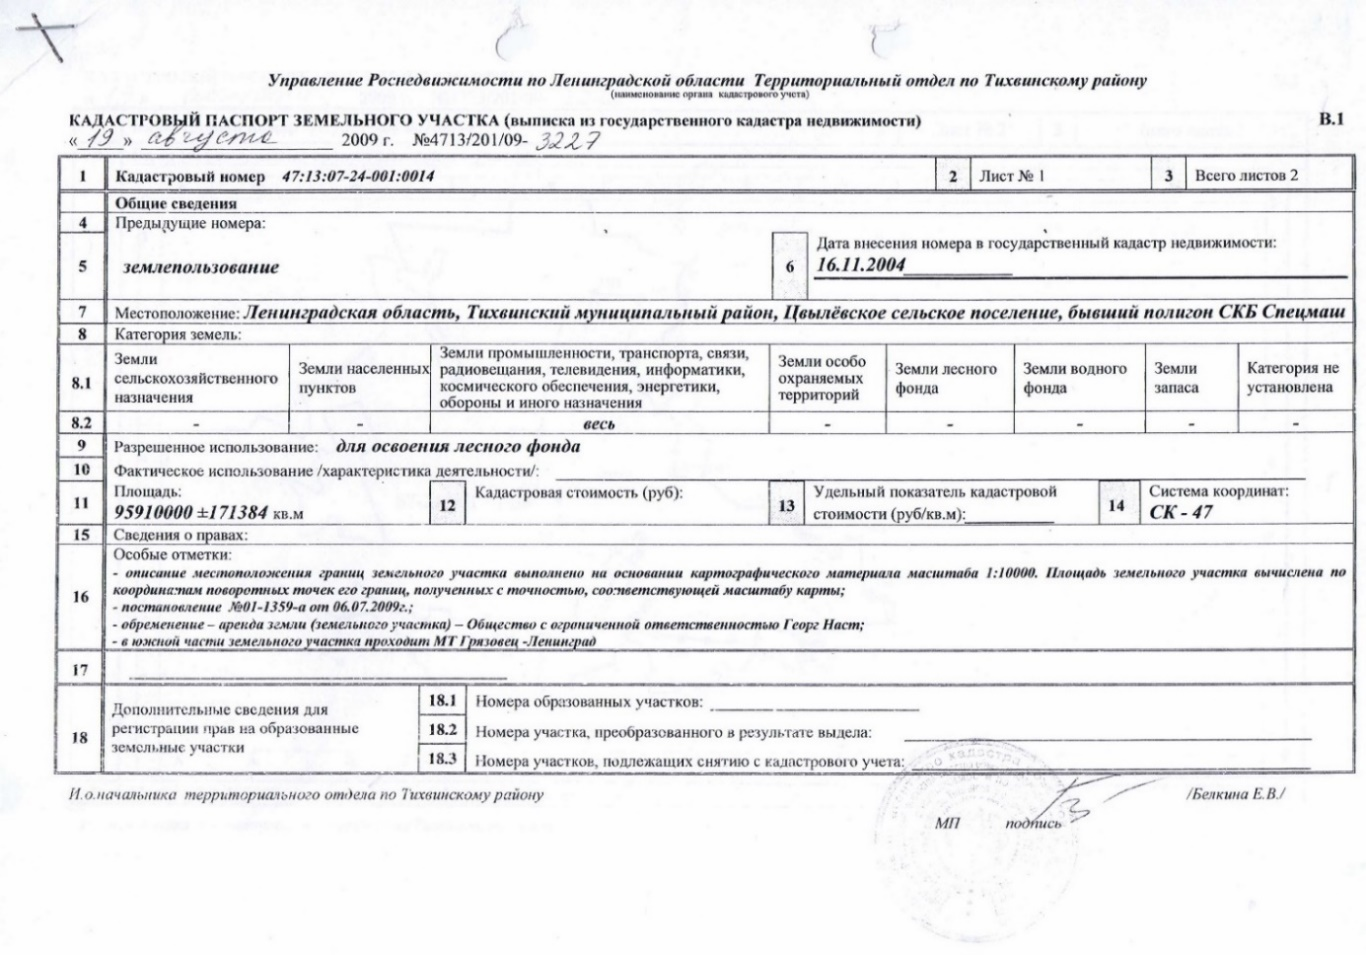 Управление Роснедвижимости по Ленинградской области Территориальный отдел по Тихвинскому району
(наименование органа кадастрового учета)
КАДАСТРОВЫЙ ПАСПОРТ ЗЕМЕЛЬНОГО УЧАСТКА (выписка из государственного кадастра недвижимости) В.1
« 19 » августа 2009 г. №4713/201/09- 3227
1 Кадастровый номер 47:13:07-24-001:0014 2 Лист № 1 3 Всего листов 2
Общие сведения
4 Предыдущие номера:
5 землепользование 6 Дата внесения номера в государственный кадастр недвижимости:
16.11.2004
7 Местоположение: Ленинградская область, Тихвинский муниципальный район, Цвылёвское сельское поселение, бывший полигон СКБ Спецмаш
8 Категория земель:
8.1
Земли
сельскохозяйственного
назначения
Земли населенных
пунктов
Земли промышленности, транспорта, связи,
радиовещания, телевидения, информатики,
космического обеспечения, энергетики,
обороны и иного назначения
Земли особо
охраняемых
территорий
Земли лесного
фонда
Земли водного
фонда
Земли
запаса
Категория не
установлена
8.2 - - весь - - - - -
9 Разрешенное использование: для освоения лесного фонда
10 Фактическое использование /характеристика деятельности/:
11 Площадь:
95910000 ±171384 кв.м
12 Кадастровая стоимость (руб):
13 Удельный показатель кадастровой
стоимости (руб/кв.м):
14 Система координат:
СК - 47
15 Сведения о правах:
16 Особые отметки:
- описание местоположения границ земельного участка выполнено на основании картографического материала масштаба 1:10000. Площадь земельного участка вычислена по
координатам поворотных точек его границ, полученных с точностью, соответствующей масштабу карты;
- постановление №01-1359-а от 06.07.2009г.;
- обременение – аренда земли (земельного участка) – Общество с ограниченной ответственностью Георг Наст;
- в южной части земельного участка проходит МТ Грязовец -Ленинград
17
18 Дополнительные сведения для
регистрации прав на образованные
земельные участки
18.1 Номера образованных участков:
18.2 Номера участка, преобразованного в результате выдела:
18.3 Номера участков, подлежащих снятию с кадастрового учета:
И.о.начальника территориального отдела по Тихвинскому району /Белкина Е.В./
МП подпись